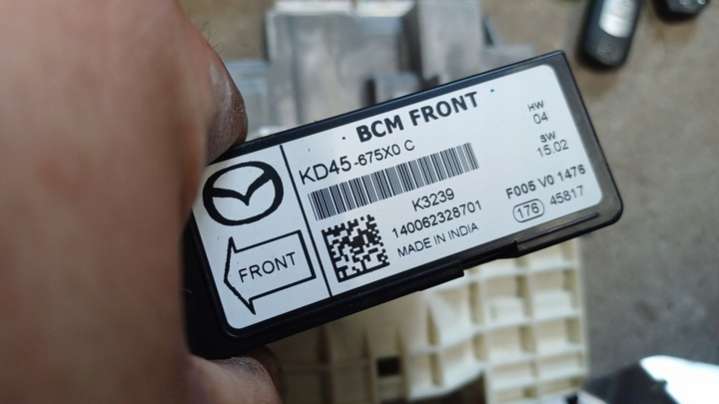 BCM FRONT
KD45-675X0 C
K3239
140062328701
MADE IN INDIA
HW
04
SW
15.02
F005 V0 1476
176 45817
FRONT